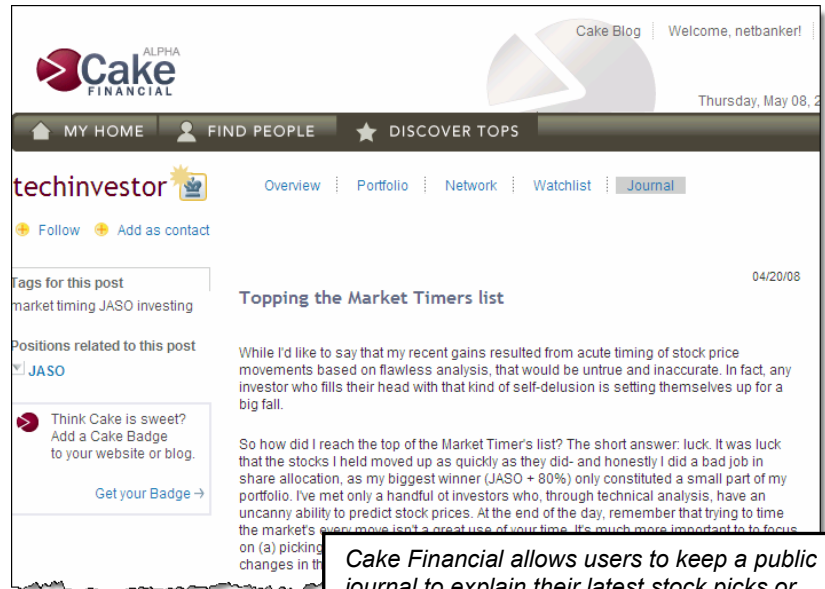 Cake Blog Welcome, netbanker!
ALPHA
Cake
FINANCIAL
Thursday, May 08, 2
MY HOME FIND PEOPLE DISCOVER TOPS
techinvestor Overview Portfolio Network Watchlist Journal
Follow Add as contact
04/20/08
Tags for this post
market timing JASO investing
Topping the Market Timers list
Positions related to this post
JASO
While I'd like to say that my recent gains resulted from acute timing of stock price
movements based on flawless analysis, that would be untrue and inaccurate. In fact, any
investor who fills their head with that kind of self-delusion is setting themselves up for a
big fall.
Think Cake is sweet?
Add a Cake Badge
to your website or blog.
Get your Badge →
So how did I reach the top of the Market Timer's list? The short answer: luck. It was luck
that the stocks I held moved up as quickly as they did- and honestly I did a bad job in
share allocation, as my biggest winner (JASO + 80%) only constituted a small part of my
portfolio. I've met only a handful of investors who, through technical analysis, have an
uncanny ability to predict stock prices. At the end of the day, remember that trying to time
the market's every move isn't a great use of your time. It's much more important to to focus
on (a) picking
changes in th
Cake Financial allows users to keep a public
journal to explain their latest stock picks or